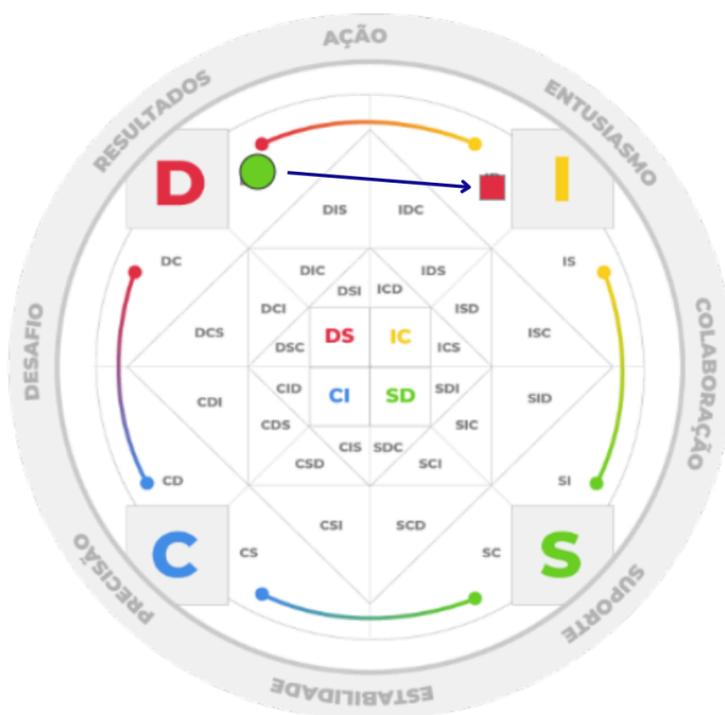 AÇÃO
RESULTADOS
ENTUSIASMO
D
I
DIS IDC
DC IS
DIC IDS
DSI ICD
DCI ISD
DCS DS IC ISC
DSC ICS
CID CI SD SDI
CDI SID
CDS SIC
CIS SDC
CSD SCI
CD SI
CSI SCD
C CS SC S
DESAFIO
COLABORAÇÃO
PRECISÃO
SUPORTE
ESTABILIDADE